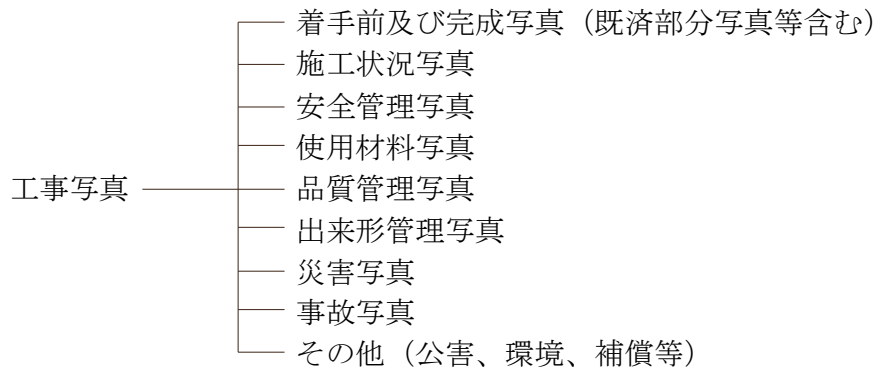 着手前及び完成写真（既済部分写真等含む）
施工状況写真
安全管理写真
使用材料写真
工事写真
品質管理写真
出来形管理写真
災害写真
事故写真
その他（公害、環境、補償等）